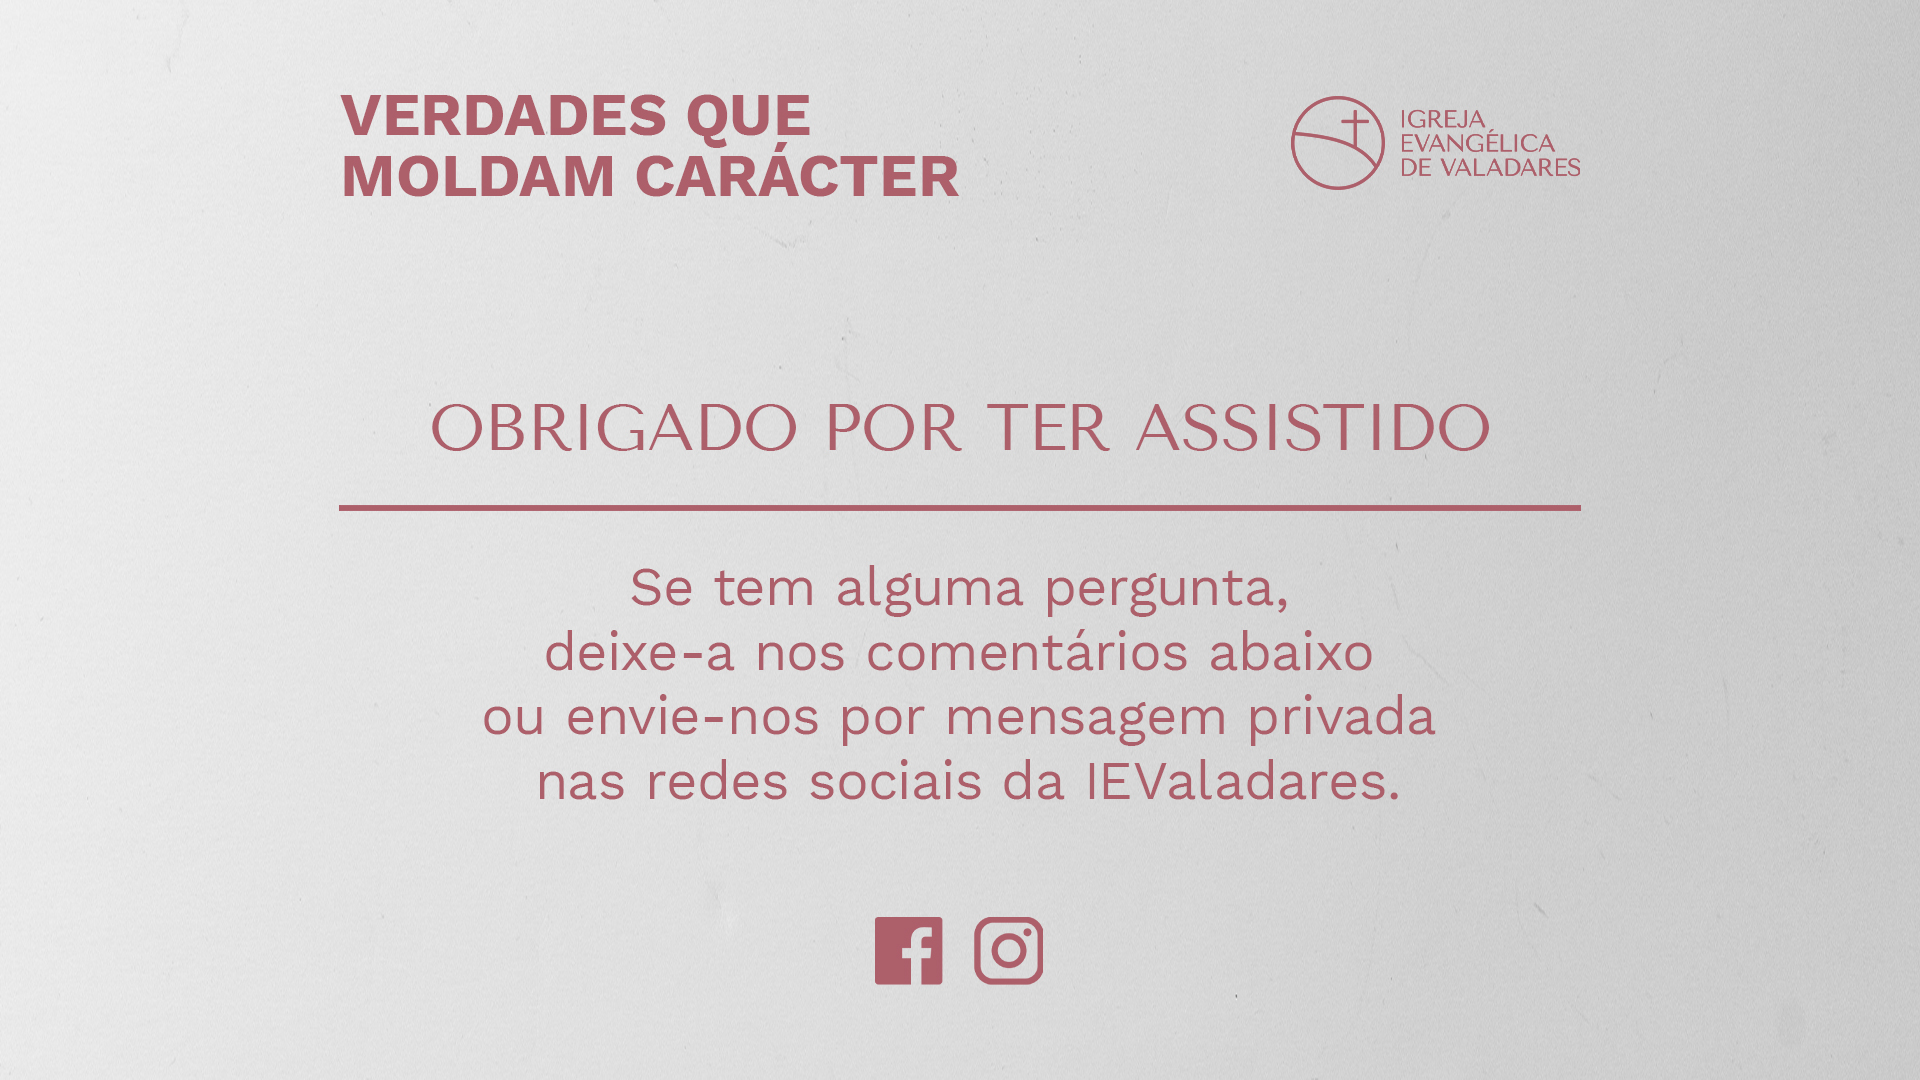 VERDADES QUE
MOLDAM CARÁCTER
IGREJA
EVANGÉLICA
DE VALADARES
OBRIGADO POR TER ASSISTIDO
Se tem alguma pergunta,
deixe-a nos comentários abaixo
ou envie-nos por mensagem privada
nas redes sociais da IEValadares.